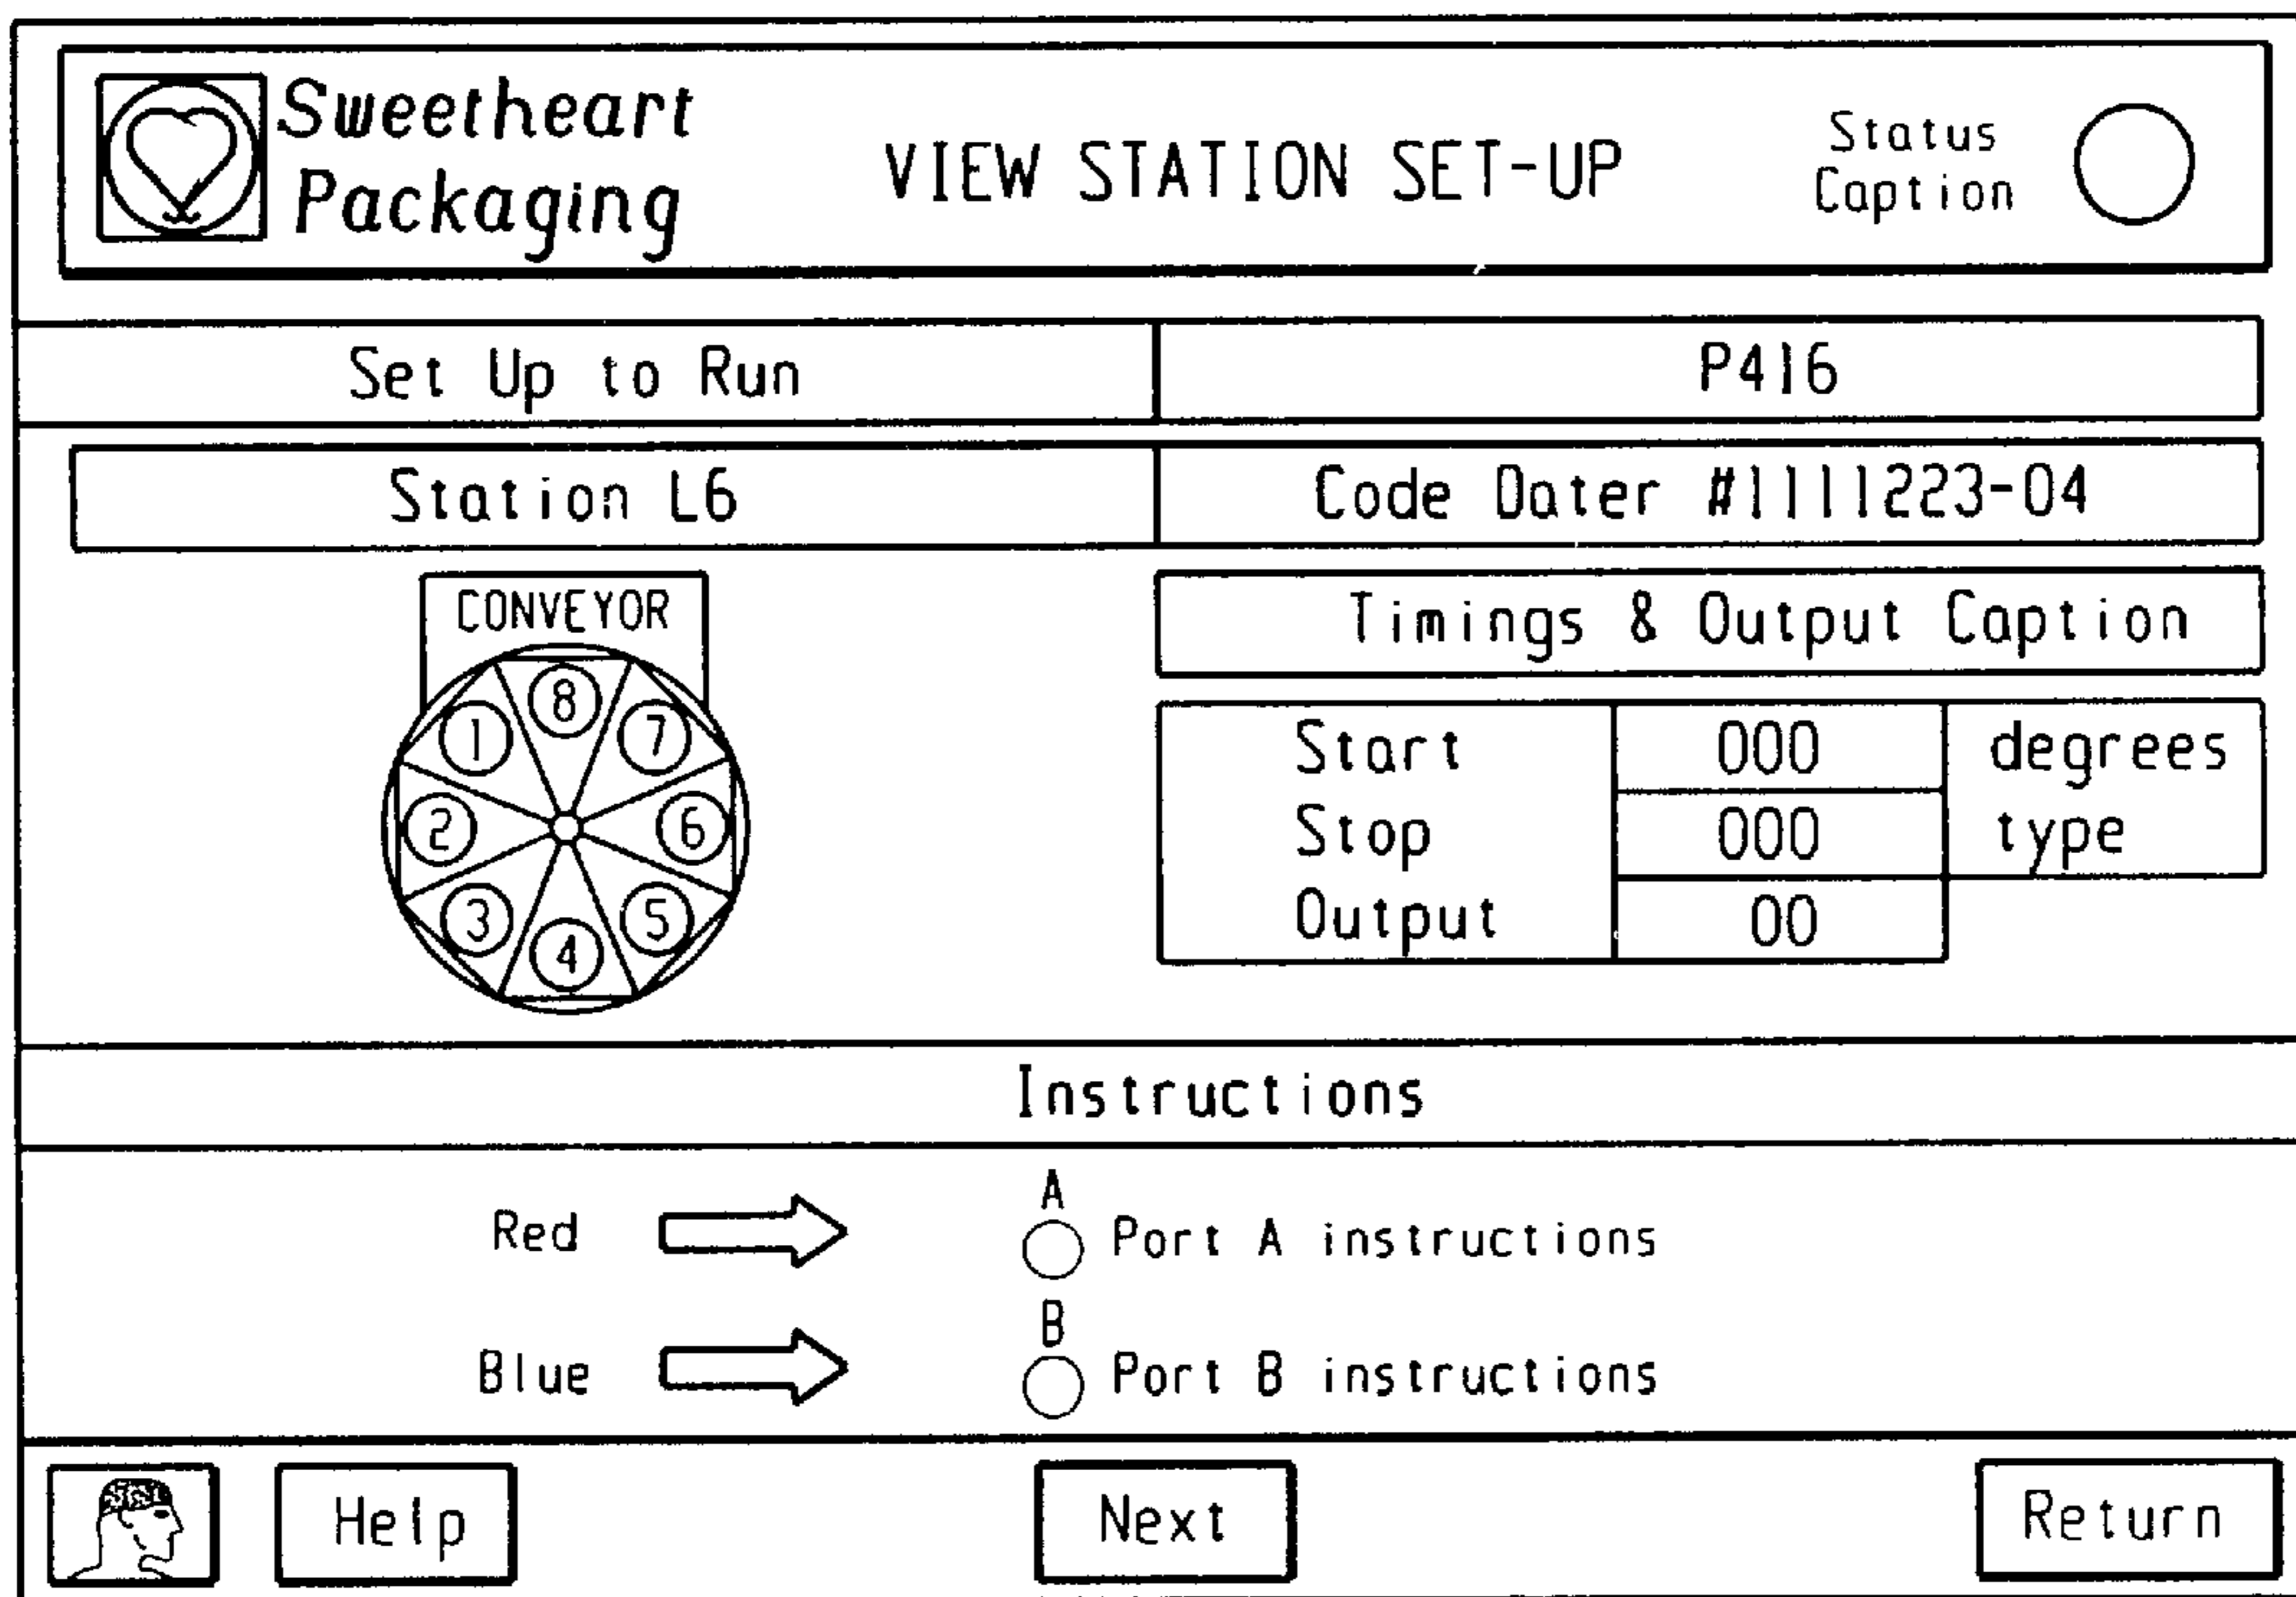 Sweetheart
Packaging
VIEW STATION SET-UP
Status
Caption
Set Up to Run
P416
Station L6
Code Dater #1111223-04
CONVEYOR
Timings & Output Caption
8
1
7
2
6
3
5
4
Start 000 degrees
Stop 000 type
Output 00
Instructions
A
Red Port A instructions
B
Blue Port B instructions
Help
Next
Return